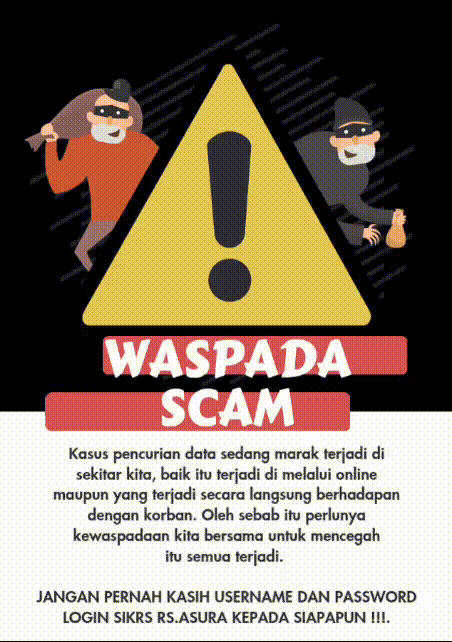 WASPADA
SCAM
Kasus pencurian data sedang marak terjadi di
sekitar kita, baik itu terjadi di melalui online
maupun yang terjadi secara langsung berhadapan
dengan korban. Oleh sebab itu perlunya
kewaspadaan kita bersama untuk mencegah
itu semua terjadi.
JANGAN PERNAH KASIH USERNAME DAN PASSWORD
LOGIN SIKRS RS.ASURA KEPADA SIAPAPUN !!!.